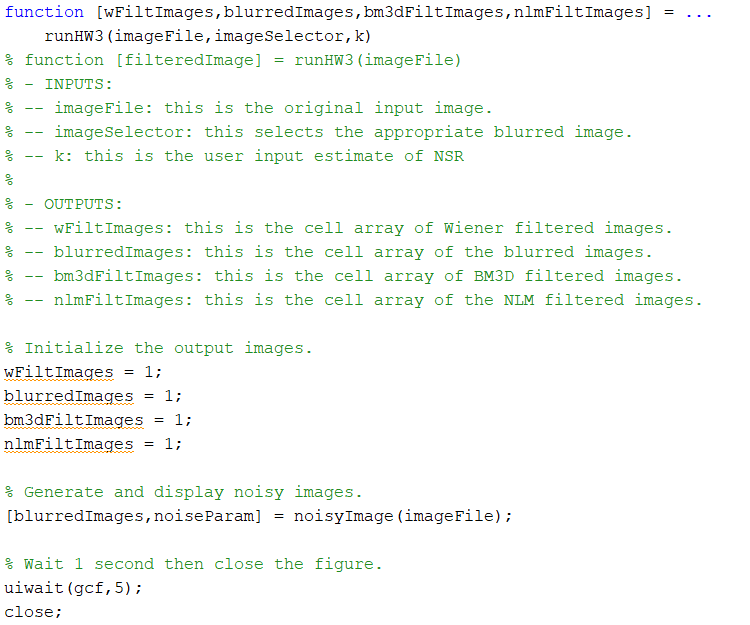 function [wFiltImages,blurredImages,bm3dFiltImages,nlmFiltImages] = ...
    runHW3(imageFile,imageSelector,k)
% function [filteredImage] = runHW3(imageFile)
% - INPUTS:
% -- imageFile: this is the original input image.
% -- imageSelector: this selects the appropriate blurred image.
% -- k: this is the user input estimate of NSR
%
% - OUTPUTS:
% -- wFiltImages: this is the cell array of Wiener filtered images.
% -- blurredImages: this is the cell array of the blurred images.
% -- bm3dFiltImages: this is the cell array of BM3D filtered images.
% -- nlmFiltImages: this is the cell array of the NLM filtered images.

% Initialize the output images.
wFiltImages = 1;
blurredImages = 1;
bm3dFiltImages = 1;
nlmFiltImages = 1;

% Generate and display noisy images.
[blurredImages,noiseParam] = noisyImage(imageFile);

% Wait 1 second then close the figure.
uiwait(gcf,5);
close;